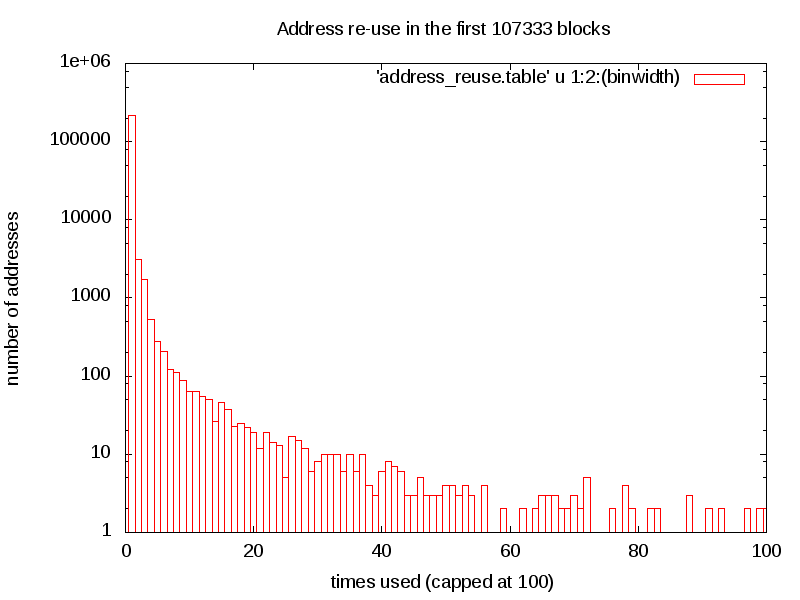 Address re-use in the first 107333 blocks
'address_reuse.table' u 1:2:(binwidth)
number of addresses
1e+06
100000
10000
1000
100
10
1
0 20 40 60 80 100
times used (capped at 100)